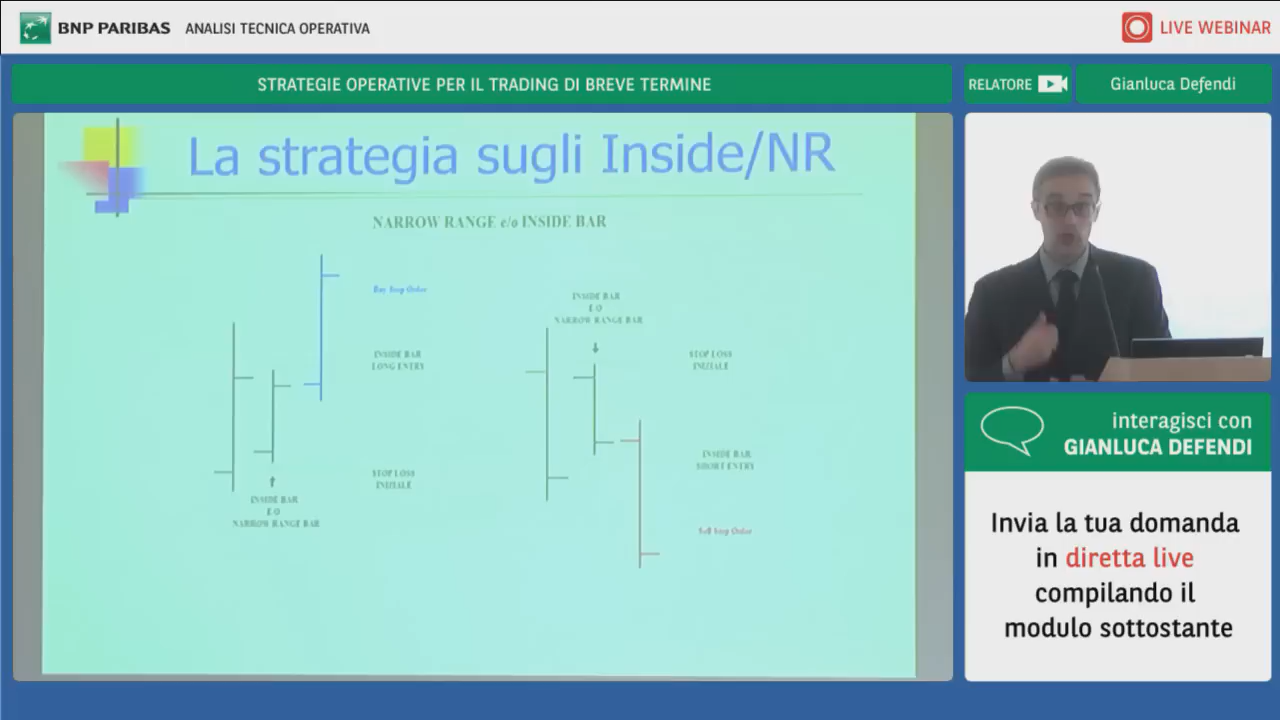 BNP PARIBAS ANALISI TECNICA OPERATIVA
LIVE WEBINAR
STRATEGIE OPERATIVE PER IL TRADING DI BREVE TERMINE
RELATORE
Gianluca Defendi
La strategia sugli Inside/NR
NARROW RANGE e/o INSIDE BAR
Buy Stop Order
INSIDE BAR
LONG ENTRY
STOP LOSS
INIZIALE
INSIDE BAR
E/O
NARROW RANGE BAR
INSIDE BAR
E/O
NARROW RANGE BAR
STOP LOSS
INIZIALE
INSIDE BAR
SHORT ENTRY
Sell Stop Order
interagisci con
GIANLUCA DEFENDI
Invia la tua domanda
in diretta live
compilando il
modulo sottostante